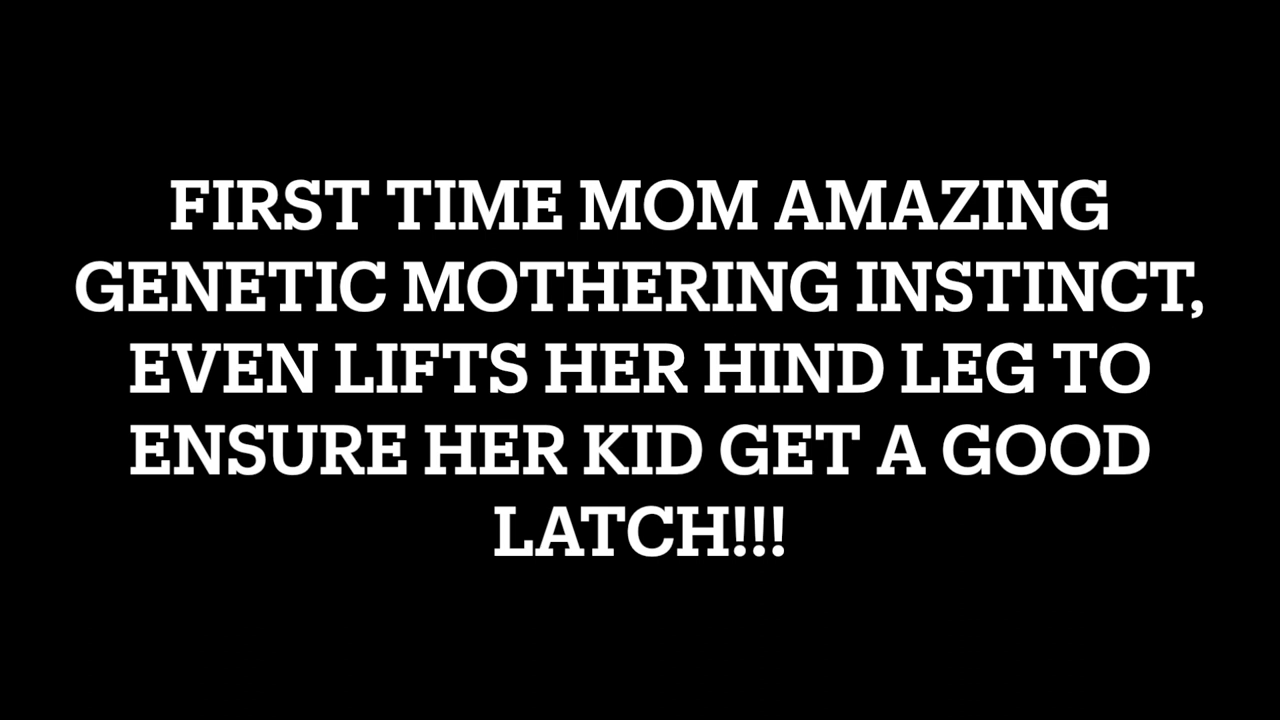 FIRST TIME MOM AMAZING
GENETIC MOTHERING INSTINCT,
EVEN LIFTS HER HIND LEG TO
ENSURE HER KID GET A GOOD
LATCH!!!